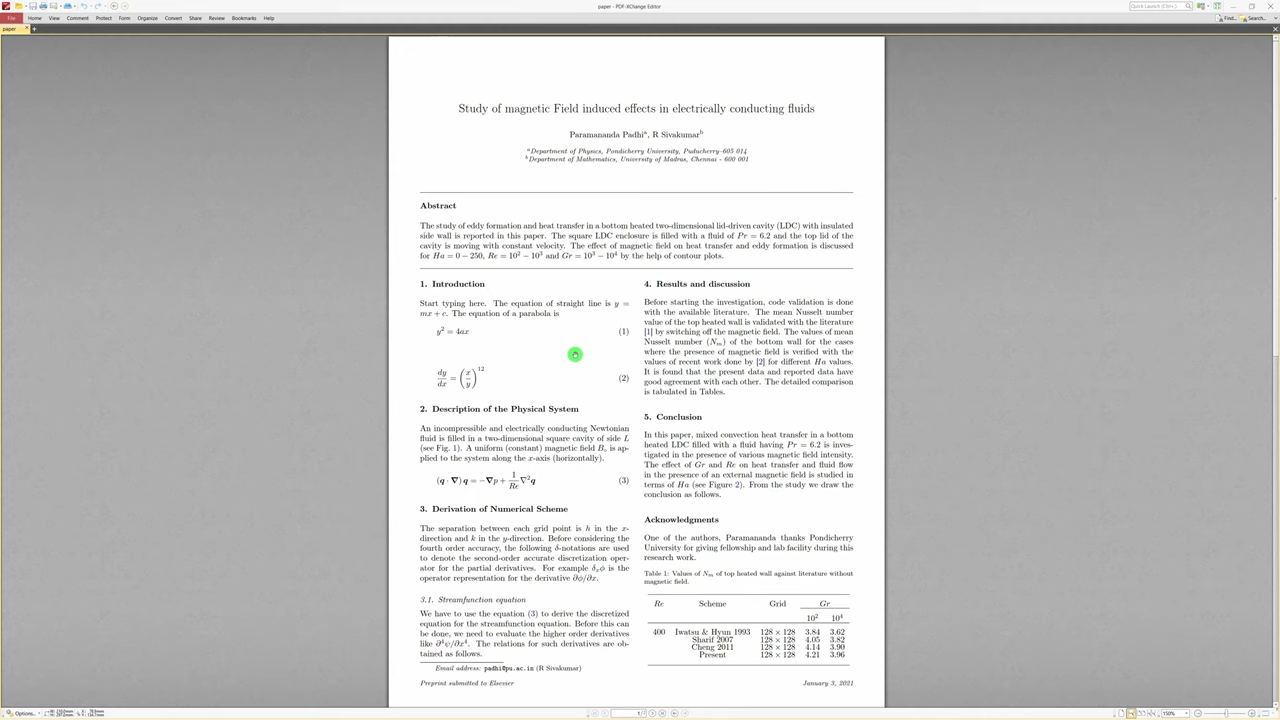 paper - PDF-XChange Editor
Quick Launch (Ctrl+.)
File Home View Comment Protect Form Organize Convert Share Review Bookmarks Help
Find... Search...
paper
Study of magnetic Field induced effects in electrically conducting fluids
Paramananda Padhiᵃ, R Sivakumarᵇ
ᵃDepartment of Physics, Pondicherry University, Puducherry–605 014
ᵇDepartment of Mathematics, University of Madras, Chennai - 600 001
Abstract
The study of eddy formation and heat transfer in a bottom heated two-dimensional lid-driven cavity (LDC) with insulated
side wall is reported in this paper. The square LDC enclosure is filled with a fluid of Pr = 6.2 and the top lid of the
cavity is moving with constant velocity. The effect of magnetic field on heat transfer and eddy formation is discussed
for Ha = 0 − 250, Re = 10² − 10³ and Gr = 10³ − 10⁴ by the help of contour plots.
1. Introduction
Start typing here. The equation of straight line is y =
mx + c. The equation of a parabola is
y² = 4ax (1)
dy/dx = (x/y)¹² (2)
2. Description of the Physical System
An incompressible and electrically conducting Newtonian
fluid is filled in a two-dimensional square cavity of side L
(see Fig. 1). A uniform (constant) magnetic field B∘ is ap-
plied to the system along the x-axis (horizontally).
(q · ∇) q = −∇p + 1/Re ∇²q (3)
3. Derivation of Numerical Scheme
The separation between each grid point is h in the x-
direction and k in the y-direction. Before considering the
fourth order accuracy, the following δ-notations are used
to denote the second-order accurate discretization oper-
ator for the partial derivatives. For example δₓϕ is the
operator representation for the derivative ∂ϕ/∂x.
3.1. Streamfunction equation
We have to use the equation (3) to derive the discretized
equation for the streamfunction equation. Before this can
be done, we need to evaluate the higher order derivatives
like ∂⁴ψ/∂x⁴. The relations for such derivatives are ob-
tained as follows.
Email address: padhi@pu.ac.in (R Sivakumar)
Preprint submitted to Elsevier
4. Results and discussion
Before starting the investigation, code validation is done
with the available literature. The mean Nusselt number
value of the top heated wall is validated with the literature
[1] by switching off the magnetic field. The values of mean
Nusselt number (Nₘ) of the bottom wall for the cases
where the presence of magnetic field is verified with the
values of recent work done by [2] for different Ha values.
It is found that the present data and reported data have
good agreement with each other. The detailed comparison
is tabulated in Tables.
5. Conclusion
In this paper, mixed convection heat transfer in a bottom
heated LDC filled with a fluid having Pr = 6.2 is inves-
tigated in the presence of various magnetic field intensity.
The effect of Gr and Re on heat transfer and fluid flow
in the presence of an external magnetic field is studied in
terms of Ha (see Figure 2). From the study we draw the
conclusion as follows.
Acknowledgments
One of the authors, Paramananda thanks Pondicherry
University for giving fellowship and lab facility during this
research work.
Table 1: Values of Nₘ of top heated wall against literature without
magnetic field.
Re Scheme Grid Gr
10² 10⁴
400 Iwatsu & Hyun 1993 128 × 128 3.84 3.62
Sharif 2007 128 × 128 4.05 3.82
Cheng 2011 128 × 128 4.14 3.90
Present 128 × 128 4.21 3.96
January 3, 2021
Options...
150%